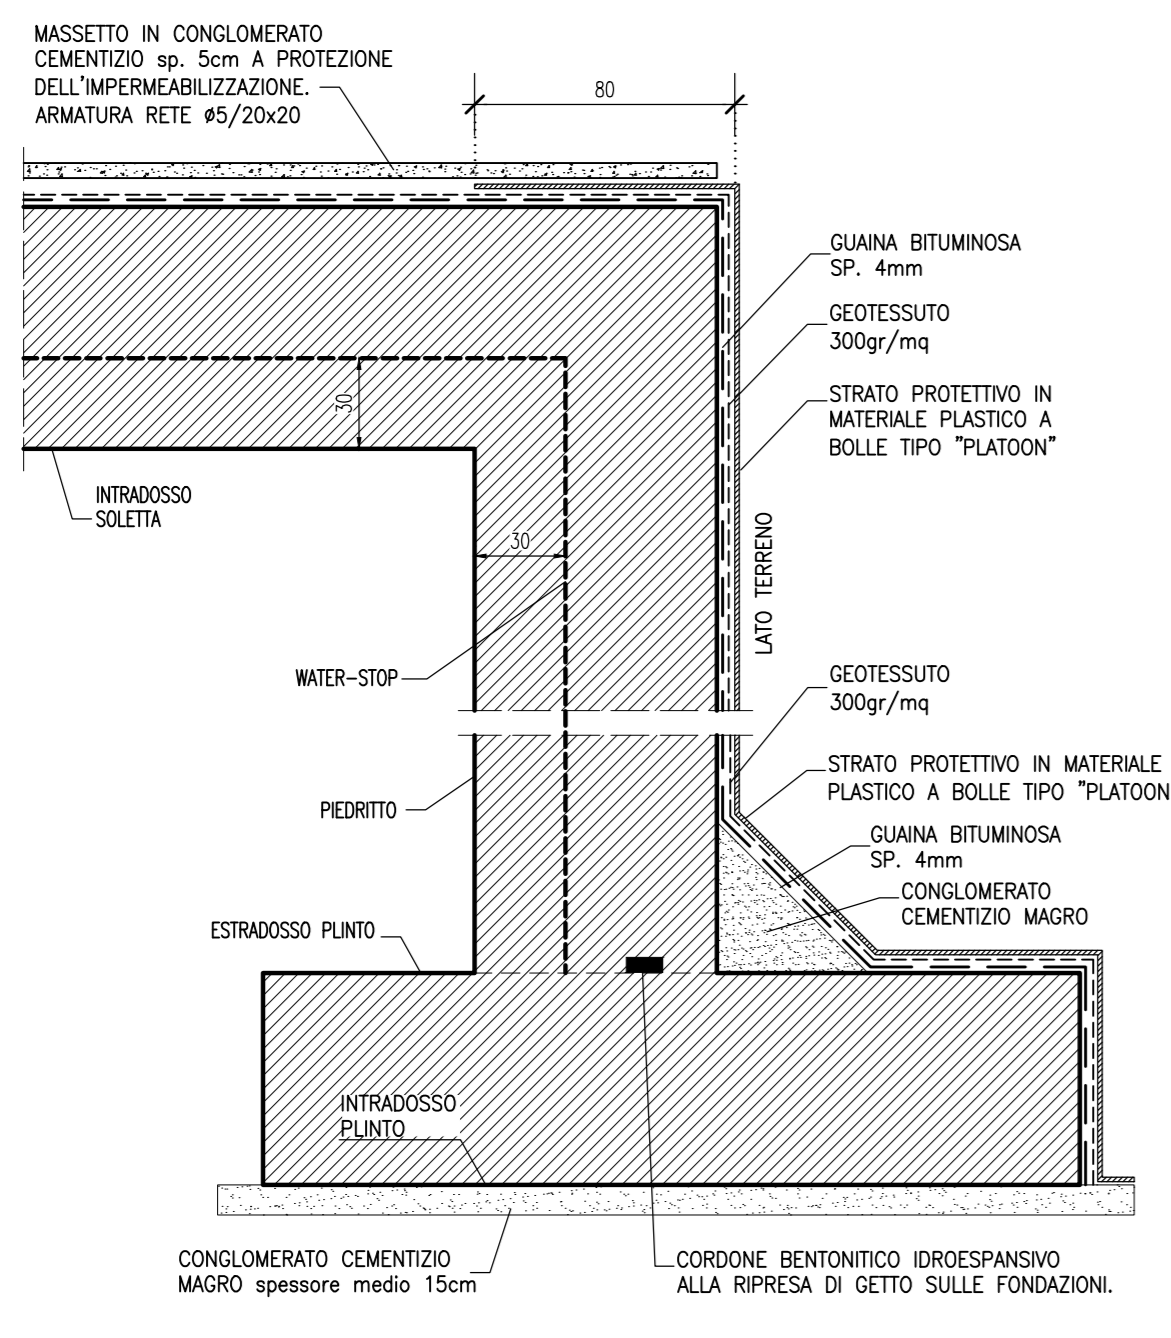 MASSETTO IN CONGLOMERATO
CEMENTIZIO sp. 5cm A PROTEZIONE
DELL'IMPERMEABILIZZAZIONE.
ARMATURA RETE ø5/20x20
80
GUAINA BITUMINOSA
SP. 4mm
GEOTESSUTO
300gr/mq
STRATO PROTETTIVO IN
MATERIALE PLASTICO A
BOLLE TIPO "PLATOON"
30
INTRADOSSO
SOLETTA
30
LATO TERRENO
WATER-STOP
GEOTESSUTO
300gr/mq
STRATO PROTETTIVO IN MATERIALE
PLASTICO A BOLLE TIPO "PLATOON
PIEDRITTO
GUAINA BITUMINOSA
SP. 4mm
CONGLOMERATO
CEMENTIZIO MAGRO
ESTRADOSSO PLINTO
INTRADOSSO
PLINTO
CONGLOMERATO CEMENTIZIO
MAGRO spessore medio 15cm
CORDONE BENTONITICO IDROESPANSIVO
ALLA RIPRESA DI GETTO SULLE FONDAZIONI.